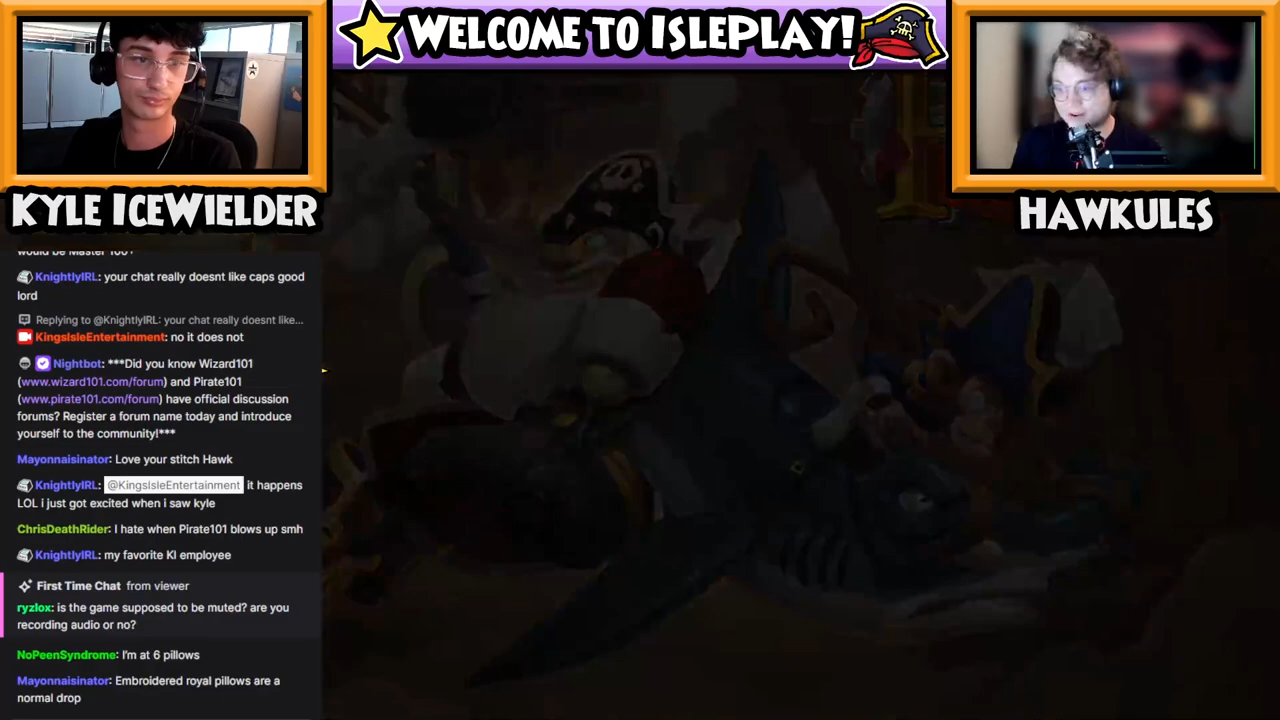 WELCOME TO ISLEPLAY!
KYLE ICEWIELDER
HAWKULES
would be Master 100+
KnightlyIRL: your chat really doesnt like caps good
lord
Replying to @KnightlyIRL: your chat really doesnt like...
KingsIsleEntertainment: no it does not
Nightbot: ***Did you know Wizard101
(www.wizard101.com/forum) and Pirate101
(www.pirate101.com/forum) have official discussion
forums? Register a forum name today and introduce
yourself to the community!***
Mayonnaisinator: Love your stitch Hawk
KnightlyIRL: @KingsIsleEntertainment it happens
LOL i just got excited when i saw kyle
ChrisDeathRider: I hate when Pirate101 blows up smh
KnightlyIRL: my favorite KI employee
First Time Chat from viewer
ryzlox: is the game supposed to be muted? are you
recording audio or no?
NoPeenSyndrome: I'm at 6 pillows
Mayonnaisinator: Embroidered royal pillows are a
normal drop